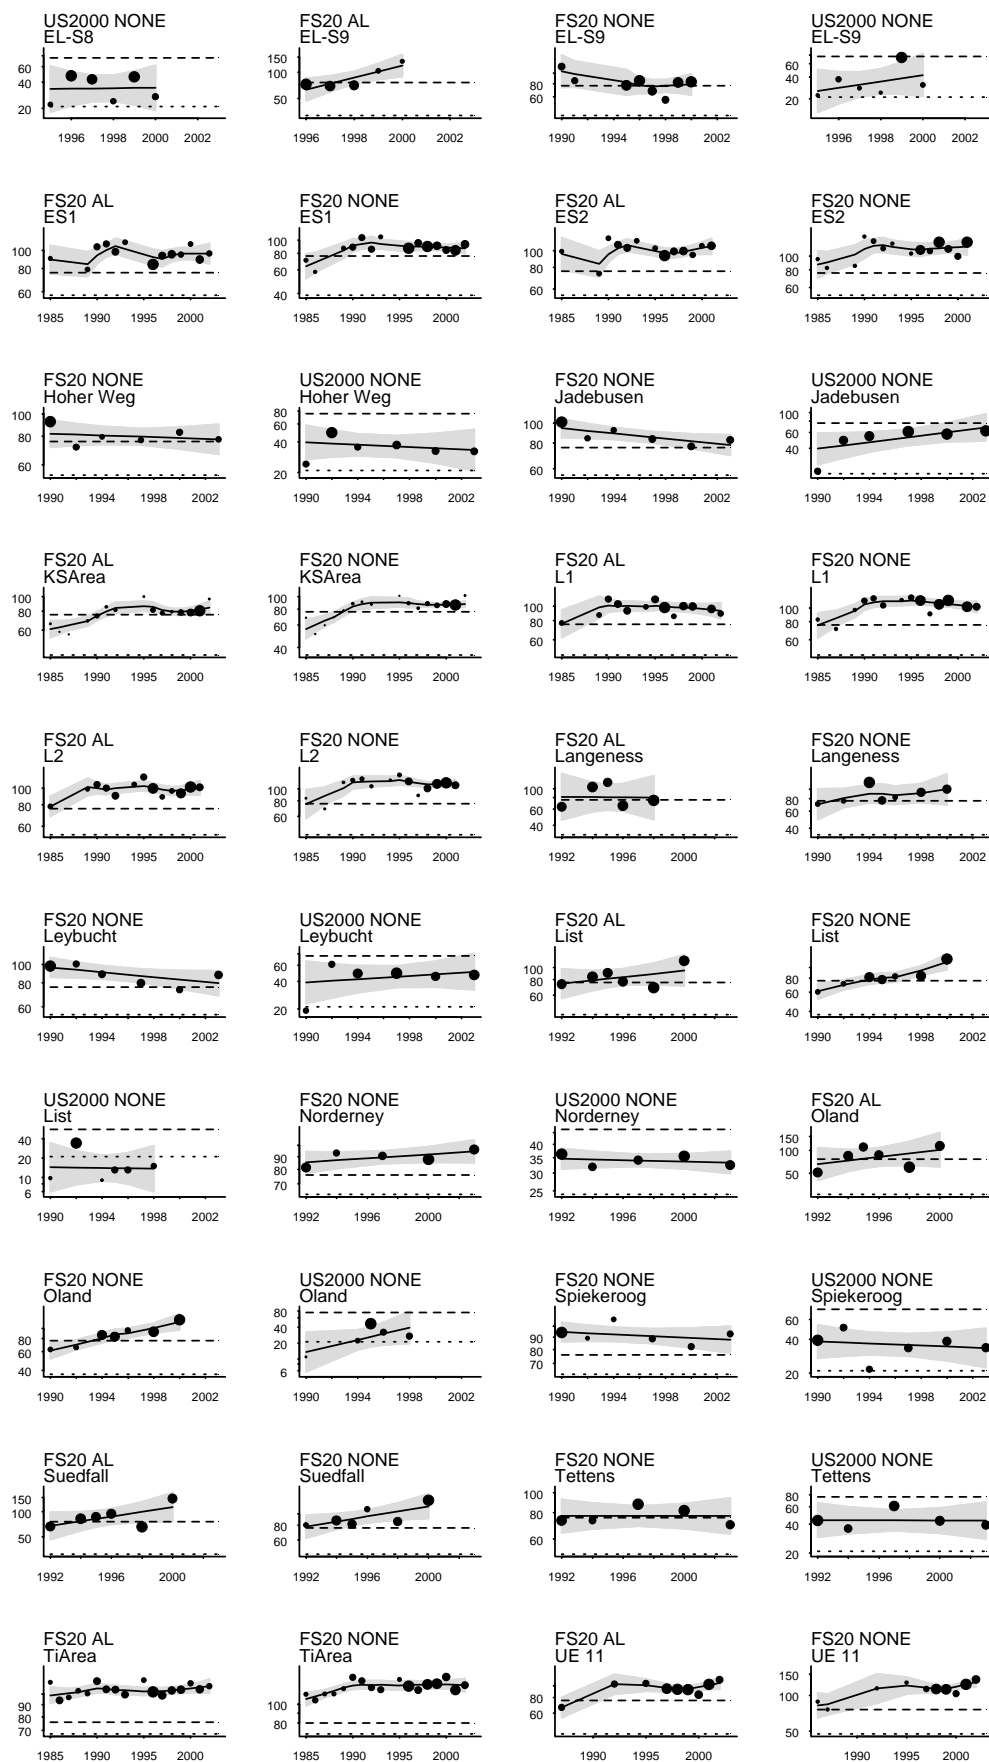 US2000 NONE
EL-S8
60
40
20
1996 1998 2000 2002
FS20 AL
EL-S9
150
100
50
1996 1998 2000 2002
FS20 NONE
EL-S9
80
60
1990 1994 1998 2002
US2000 NONE
EL-S9
60
40
20
1996 1998 2000 2002
FS20 AL
ES1
100
80
60
1985 1990 1995 2000
FS20 NONE
ES1
100
80
60
40
1985 1990 1995 2000
FS20 AL
ES2
100
80
60
1985 1990 1995 2000
FS20 NONE
ES2
100
80
60
1985 1990 1995 2000
FS20 NONE
Hoher Weg
100
80
60
1990 1994 1998 2002
US2000 NONE
Hoher Weg
80
60
40
20
1990 1994 1998 2002
FS20 NONE
Jadebusen
100
80
60
1990 1994 1998 2002
US2000 NONE
Jadebusen
100
60
40
1990 1994 1998 2002
FS20 AL
KSArea
100
80
60
1985 1990 1995 2000
FS20 NONE
KSArea
100
80
60
40
1985 1990 1995 2000
FS20 AL
L1
100
80
60
1985 1990 1995 2000
FS20 NONE
L1
100
80
60
1985 1990 1995 2000
FS20 AL
L2
100
80
60
1985 1990 1995 2000
FS20 NONE
L2
100
80
60
1985 1990 1995 2000
FS20 AL
Langeness
100
80
60
40
1992 1996 2000
FS20 NONE
Langeness
80
60
40
1990 1994 1998 2002
FS20 NONE
Leybucht
100
80
60
1990 1994 1998 2002
US2000 NONE
Leybucht
60
40
20
1990 1994 1998 2002
FS20 AL
List
100
80
60
1992 1996 2000
FS20 NONE
List
80
60
40
1990 1994 1998 2002
US2000 NONE
List
40
20
10
6
1990 1994 1998 2002
FS20 NONE
Norderney
90
80
70
1992 1996 2000
US2000 NONE
Norderney
40
35
30
25
1992 1996 2000
FS20 AL
Oland
150
100
50
1992 1996 2000
FS20 NONE
Oland
80
60
40
1990 1994 1998 2002
US2000 NONE
Oland
80
40
20
6
1990 1994 1998 2002
FS20 NONE
Spiekeroog
90
80
70
1990 1994 1998 2002
US2000 NONE
Spiekeroog
60
40
20
1990 1994 1998 2002
FS20 AL
Suedfall
150
100
50
1992 1996 2000
FS20 NONE
Suedfall
80
60
1990 1994 1998 2002
FS20 NONE
Tettens
100
80
60
1992 1996 2000
US2000 NONE
Tettens
80
60
40
20
1992 1996 2000
FS20 AL
TiArea
90
80
70
1985 1990 1995 2000
FS20 NONE
TiArea
100
80
1985 1990 1995 2000
FS20 AL
UE 11
80
60
1990 1995 2000
FS20 NONE
UE 11
150
100
50
1990 1995 2000